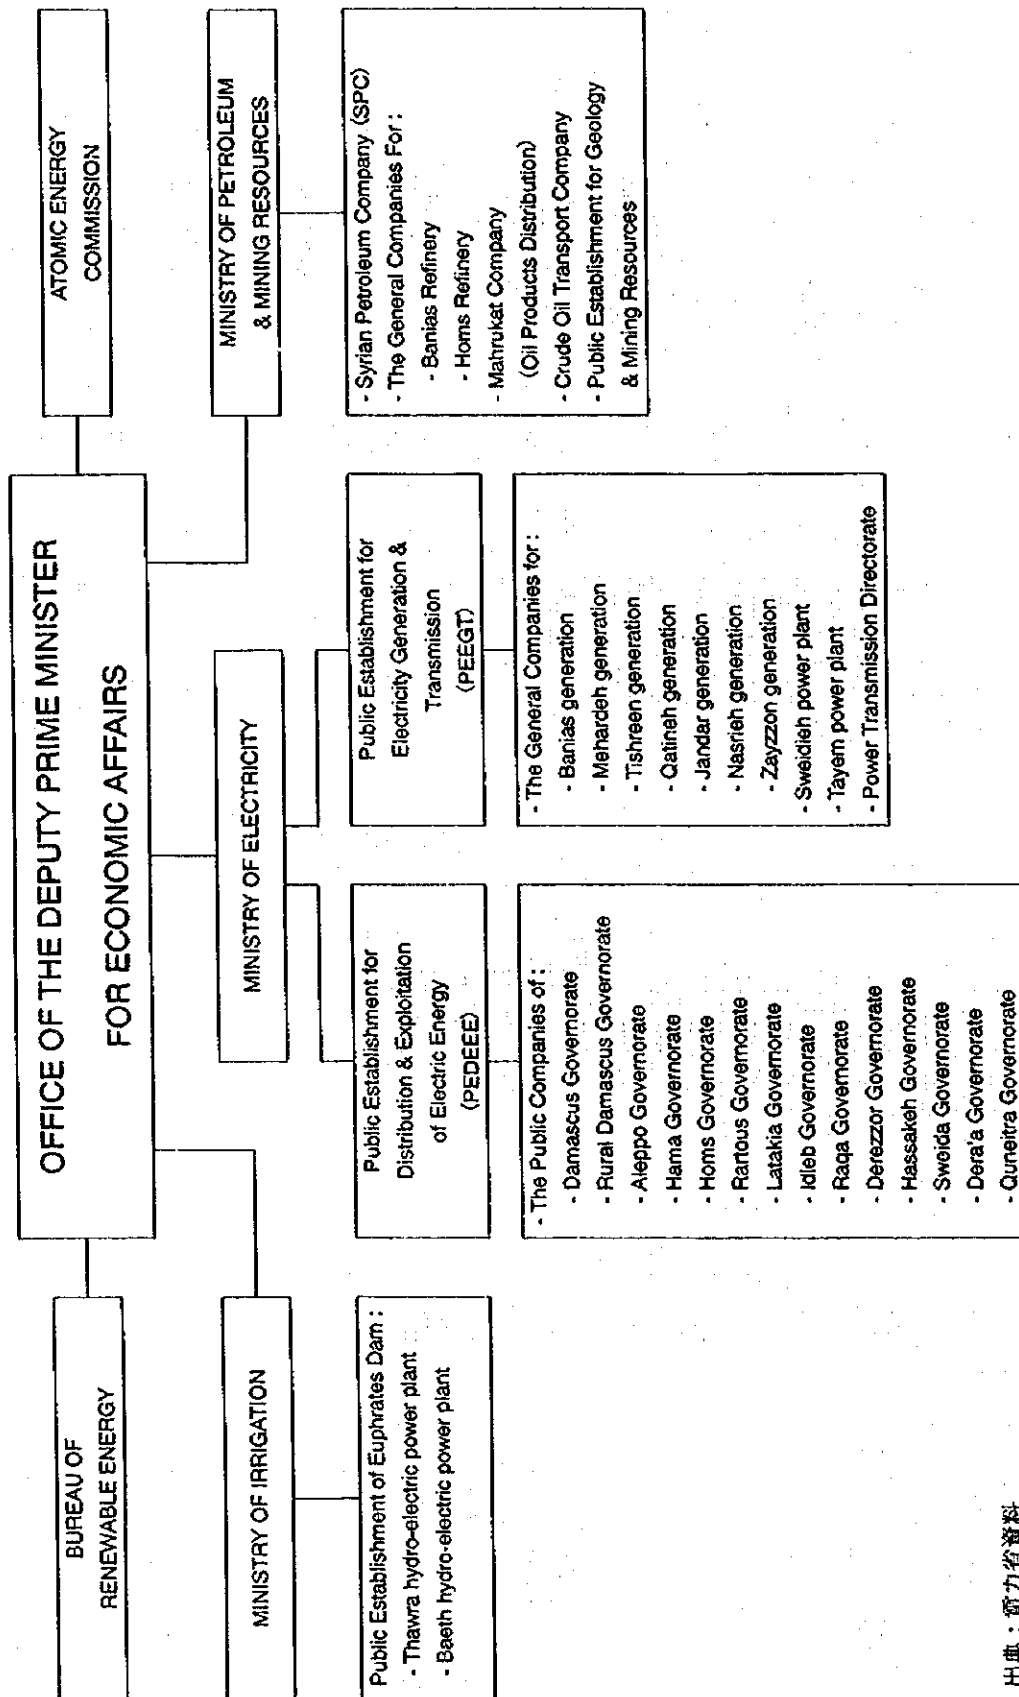 OFFICE OF THE DEPUTY PRIME MINISTER
FOR ECONOMIC AFFAIRS
BUREAU OF
RENEWABLE ENERGY
ATOMIC ENERGY
COMMISSION
MINISTRY OF IRRIGATION
MINISTRY OF ELECTRICITY
MINISTRY OF PETROLEUM
& MINING RESOURCES
Public Establishment of Euphrates Dam :
- Thawra hydro-electric power plant
- Baeth hydro-electric power plant
Public Establishment for
Distribution & Exploitation
of Electric Energy
(PEDEEE)
Public Establishment for
Electricity Generation &
Transmission
(PEEGT)
- Syrian Petroleum Company (SPC)
- The General Companies For :
- Banias Refinery
- Homs Refinery
- Mahrukat Company
(Oil Products Distribution)
- Crude Oil Transport Company
- Public Establishment for Geology
& Mining Resources
- The Public Companies of :
- Damascus Governorate
- Rural Damascus Governorate
- Aleppo Governorate
- Hama Governorate
- Homs Governorate
- Rartous Governorate
- Latakia Governorate
- Idleb Governorate
- Raqa Governorate
- Derezzor Governorate
- Hassakeh Governorate
- Sweida Governorate
- Dera'a Governorate
- Quneitra Governorate
- The General Companies for :
- Banias generation
- Mehardeh generation
- Tishreen generation
- Qatineh generation
- Jandar generation
- Nasrieh generation
- Zayzzon generation
- Sweidieh power plant
- Tayem power plant
- Power Transmission Directorate
出典：電力省資料